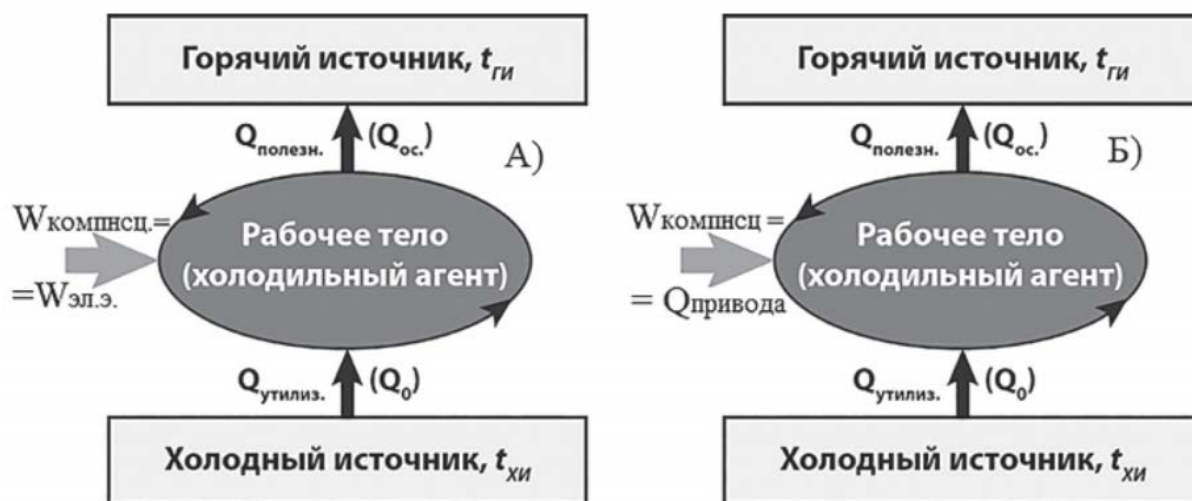 Горячий источник, tГИ
Qполезн. (Qос.)
А)
Wкомпнсц.=
=Wэл.э.
Рабочее тело
(холодильный агент)
Qутилиз. (Q0)
Холодный источник, tХИ
Горячий источник, tГИ
Qполезн. (Qос.)
Б)
Wкомпнсц =
= Qпривода
Рабочее тело
(холодильный агент)
Qутилиз. (Q0)
Холодный источник, tХИ